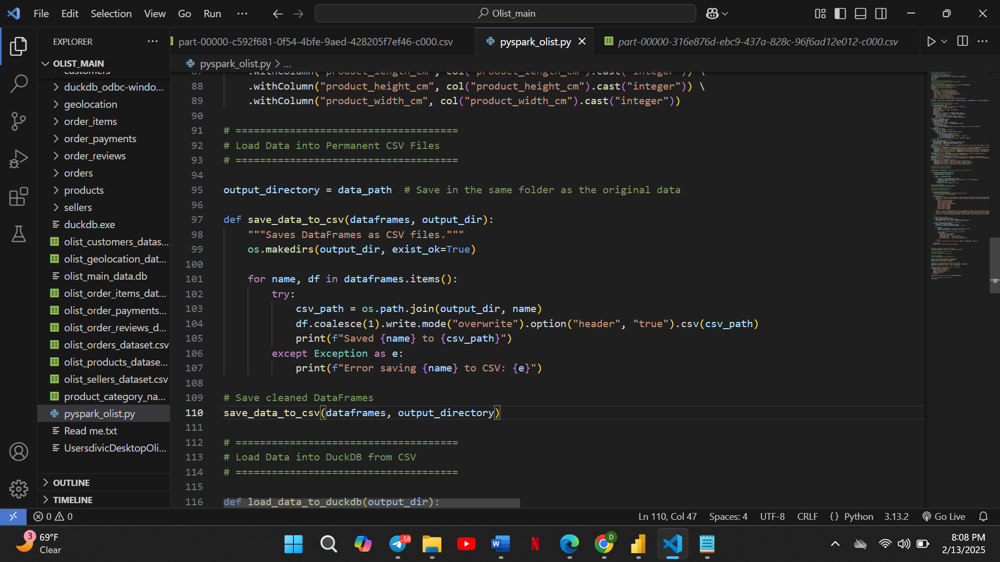 File Edit Selection View Go Run ...
Olist_main
EXPLORER ...
part-00000-c592f681-0f54-4bfe-9aed-428205f7ef46-c000.csv
pyspark_olist.py
part-00000-316e876d-ebc9-437a-828c-96f6ad12e012-c000.csv
pyspark_olist.py > ...
OLIST_MAIN
customers
duckdb_odbc-windo...
geolocation
order_items
order_payments
order_reviews
orders
products
sellers
duckdb.exe
olist_customers_datas...
olist_geolocation_dat...
olist_main_data.db
olist_order_items_dat...
olist_order_payments...
olist_order_reviews_d...
olist_orders_dataset.csv
olist_products_datase...
olist_sellers_dataset.csv
product_category_na...
pyspark_olist.py
Read me.txt
UsersdivicDesktopOli...
OUTLINE
TIMELINE
87 .withColumn("product_length_cm", col("product_length_cm").cast("integer")) \
88 .withColumn("product_height_cm", col("product_height_cm").cast("integer")) \
89 .withColumn("product_width_cm", col("product_width_cm").cast("integer"))
90
91 # =====================================
92 # Load Data into Permanent CSV Files
93 # =====================================
94
95 output_directory = data_path  # Save in the same folder as the original data
96
97 def save_data_to_csv(dataframes, output_dir):
98     """Saves DataFrames as CSV files."""
99     os.makedirs(output_dir, exist_ok=True)
100
101     for name, df in dataframes.items():
102         try:
103             csv_path = os.path.join(output_dir, name)
104             df.coalesce(1).write.mode("overwrite").option("header", "true").csv(csv_path)
105             print(f"Saved {name} to {csv_path}")
106         except Exception as e:
107             print(f"Error saving {name} to CSV: {e}")
108
109 # Save cleaned DataFrames
110 save_data_to_csv(dataframes, output_directory)
111
112 # =====================================
113 # Load Data into DuckDB from CSV
114 # =====================================
115
116 def load_data_to_duckdb(output_dir):
0 0
Ln 110, Col 47 Spaces: 4 UTF-8 CRLF {} Python 3.13.2 Go Live
3
69°F
Clear
.58
W
N
D
8:08 PM
2/13/2025